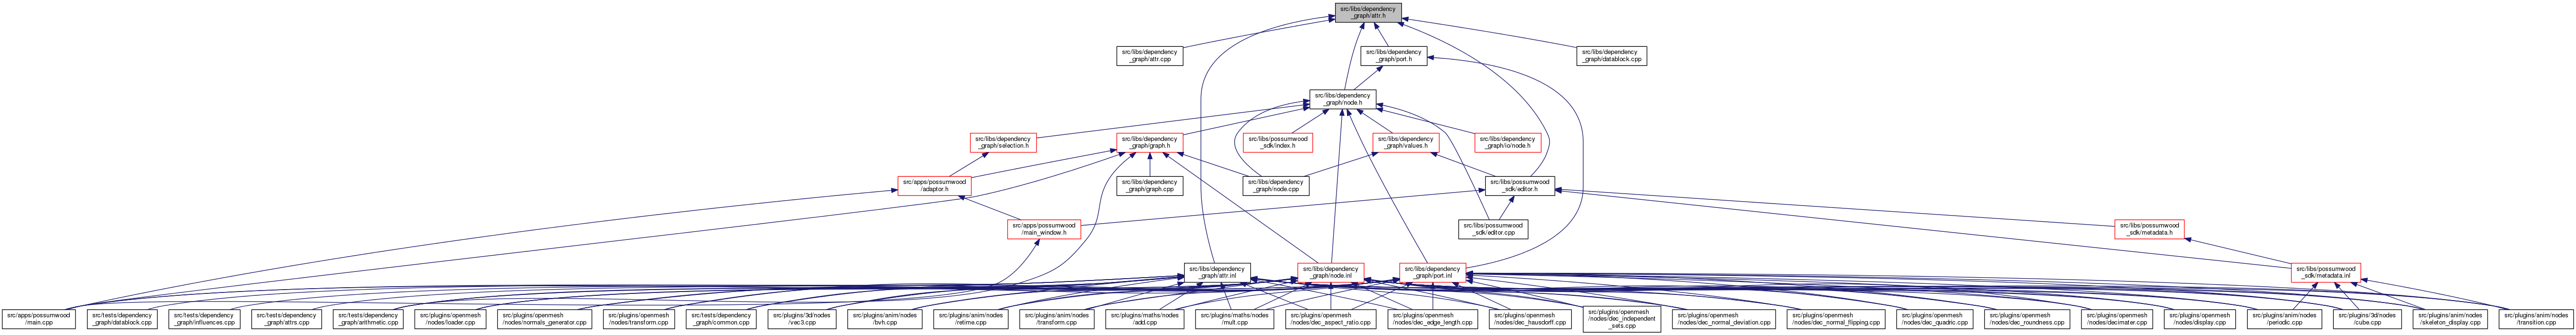 src/libs/dependency
_graph/attr.h
src/libs/dependency
_graph/attr.cpp
src/libs/dependency
_graph/port.h
src/libs/dependency
_graph/datablock.cpp
src/libs/dependency
_graph/node.h
src/libs/dependency
_graph/selection.h
src/libs/dependency
_graph/graph.h
src/libs/possumwood
_sdk/index.h
src/libs/dependency
_graph/values.h
src/libs/dependency
_graph/io/node.h
src/apps/possumwood
/adaptor.h
src/libs/dependency
_graph/graph.cpp
src/libs/dependency
_graph/node.cpp
src/libs/possumwood
_sdk/editor.h
src/apps/possumwood
/main_window.h
src/libs/possumwood
_sdk/editor.cpp
src/libs/possumwood
_sdk/metadata.h
src/libs/dependency
_graph/attr.inl
src/libs/dependency
_graph/node.inl
src/libs/dependency
_graph/port.inl
src/libs/possumwood
_sdk/metadata.inl
src/apps/possumwood
/main.cpp
src/tests/dependency
_graph/datablock.cpp
src/tests/dependency
_graph/influences.cpp
src/tests/dependency
_graph/attrs.cpp
src/tests/dependency
_graph/arithmetic.cpp
src/plugins/openmesh
/nodes/loader.cpp
src/plugins/openmesh
/nodes/normals_generator.cpp
src/plugins/openmesh
/nodes/transform.cpp
src/tests/dependency
_graph/common.cpp
src/plugins/3d/nodes
/vec3.cpp
src/plugins/anim/nodes
/bvh.cpp
src/plugins/anim/nodes
/retime.cpp
src/plugins/anim/nodes
/transform.cpp
src/plugins/maths/nodes
/add.cpp
src/plugins/maths/nodes
/mult.cpp
src/plugins/openmesh
/nodes/dec_aspect_ratio.cpp
src/plugins/openmesh
/nodes/dec_edge_length.cpp
src/plugins/openmesh
/nodes/dec_hausdorff.cpp
src/plugins/openmesh
/nodes/dec_independent
_sets.cpp
src/plugins/openmesh
/nodes/dec_normal_deviation.cpp
src/plugins/openmesh
/nodes/dec_normal_flipping.cpp
src/plugins/openmesh
/nodes/dec_quadric.cpp
src/plugins/openmesh
/nodes/dec_roundness.cpp
src/plugins/openmesh
/nodes/decimater.cpp
src/plugins/openmesh
/nodes/display.cpp
src/plugins/anim/nodes
/periodic.cpp
src/plugins/3d/nodes
/cube.cpp
src/plugins/anim/nodes
/skeleton_display.cpp
src/plugins/anim/nodes
/transition.cpp